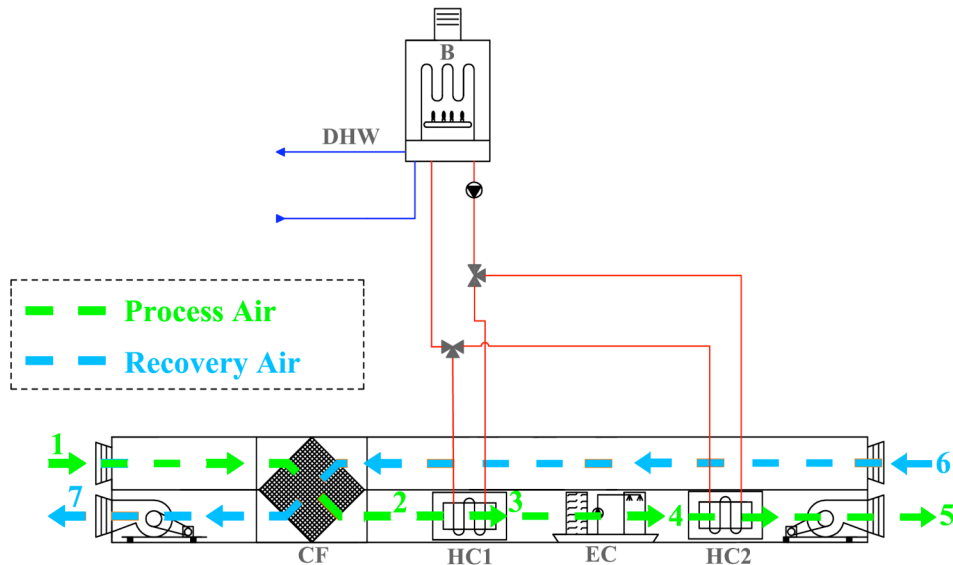 B
DHW
Process Air
Recovery Air
1
6
7
2
3
4
5
CF
HC1
EC
HC2